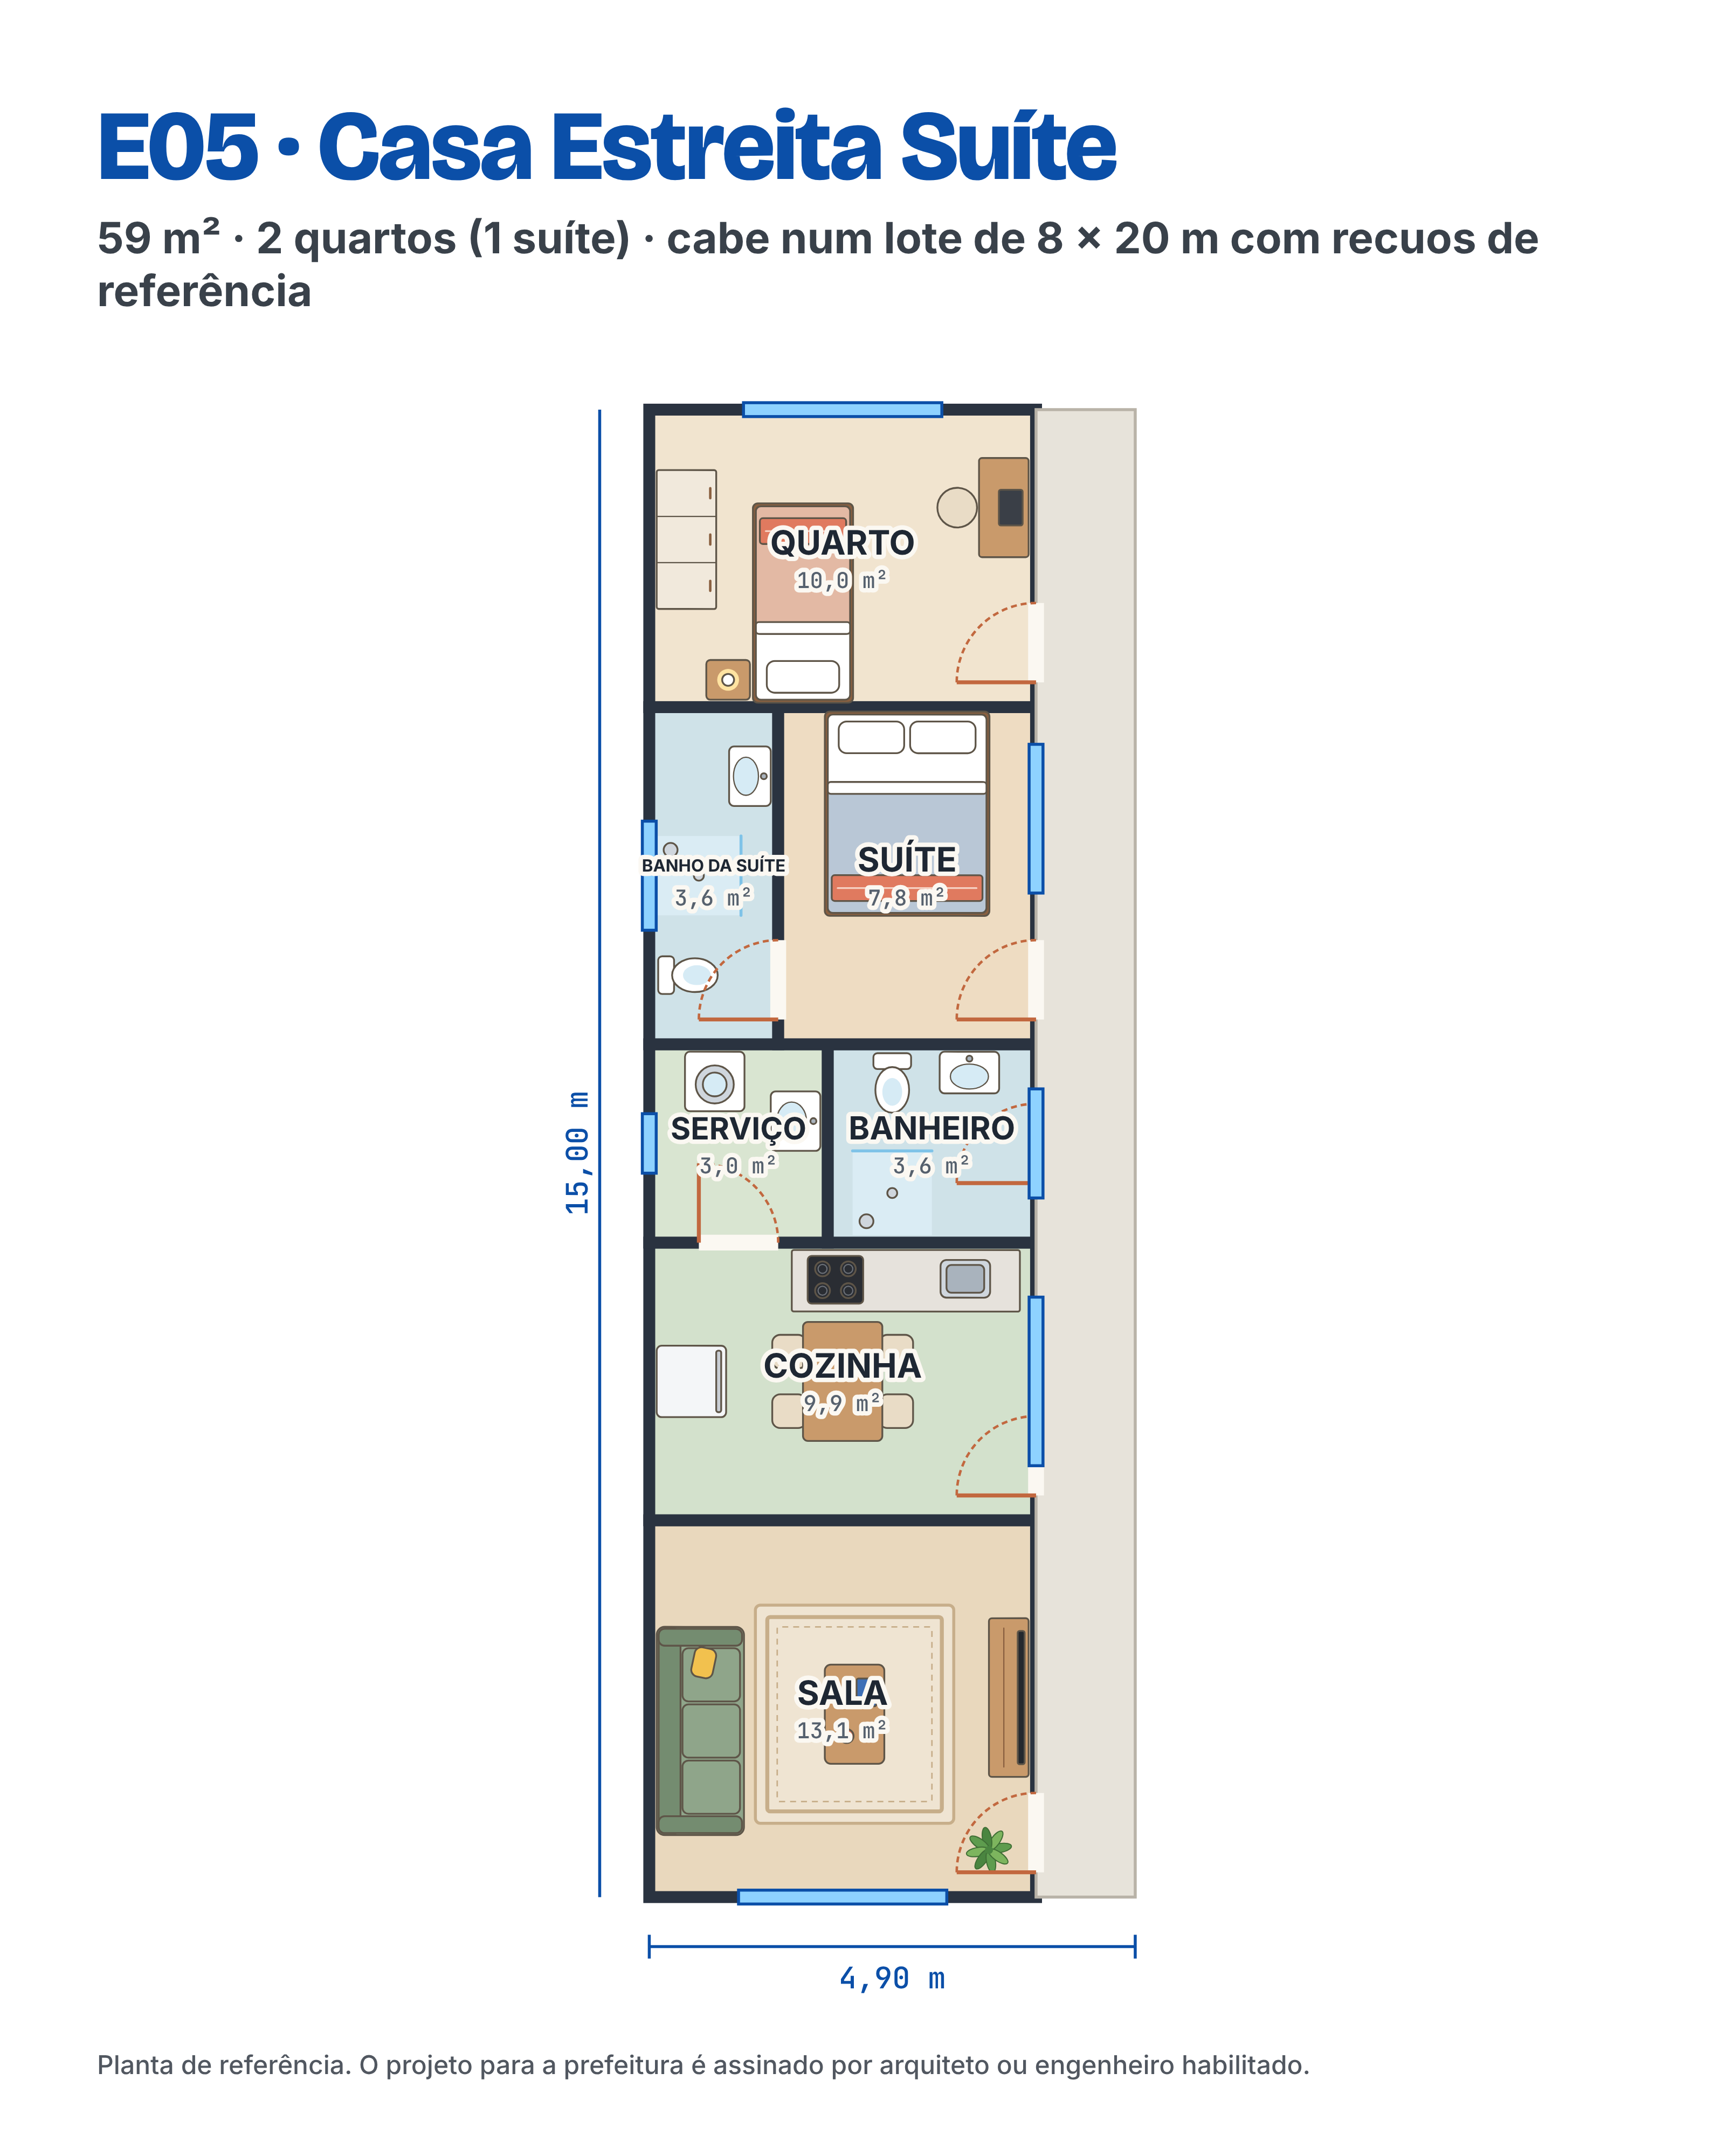 E05 · Casa Estreita Suíte
59 m² · 2 quartos (1 suíte) · cabe num lote de 8 × 20 m com recuos de
referência
QUARTO
10,0 m²
BANHO DA SUÍTE
3,6 m²
SUÍTE
7,8 m²
SERVIÇO
3,0 m²
BANHEIRO
3,6 m²
15,00 m
COZINHA
9,9 m²
SALA
13,1 m²
4,90 m
Planta de referência. O projeto para a prefeitura é assinado por arquiteto ou engenheiro habilitado.